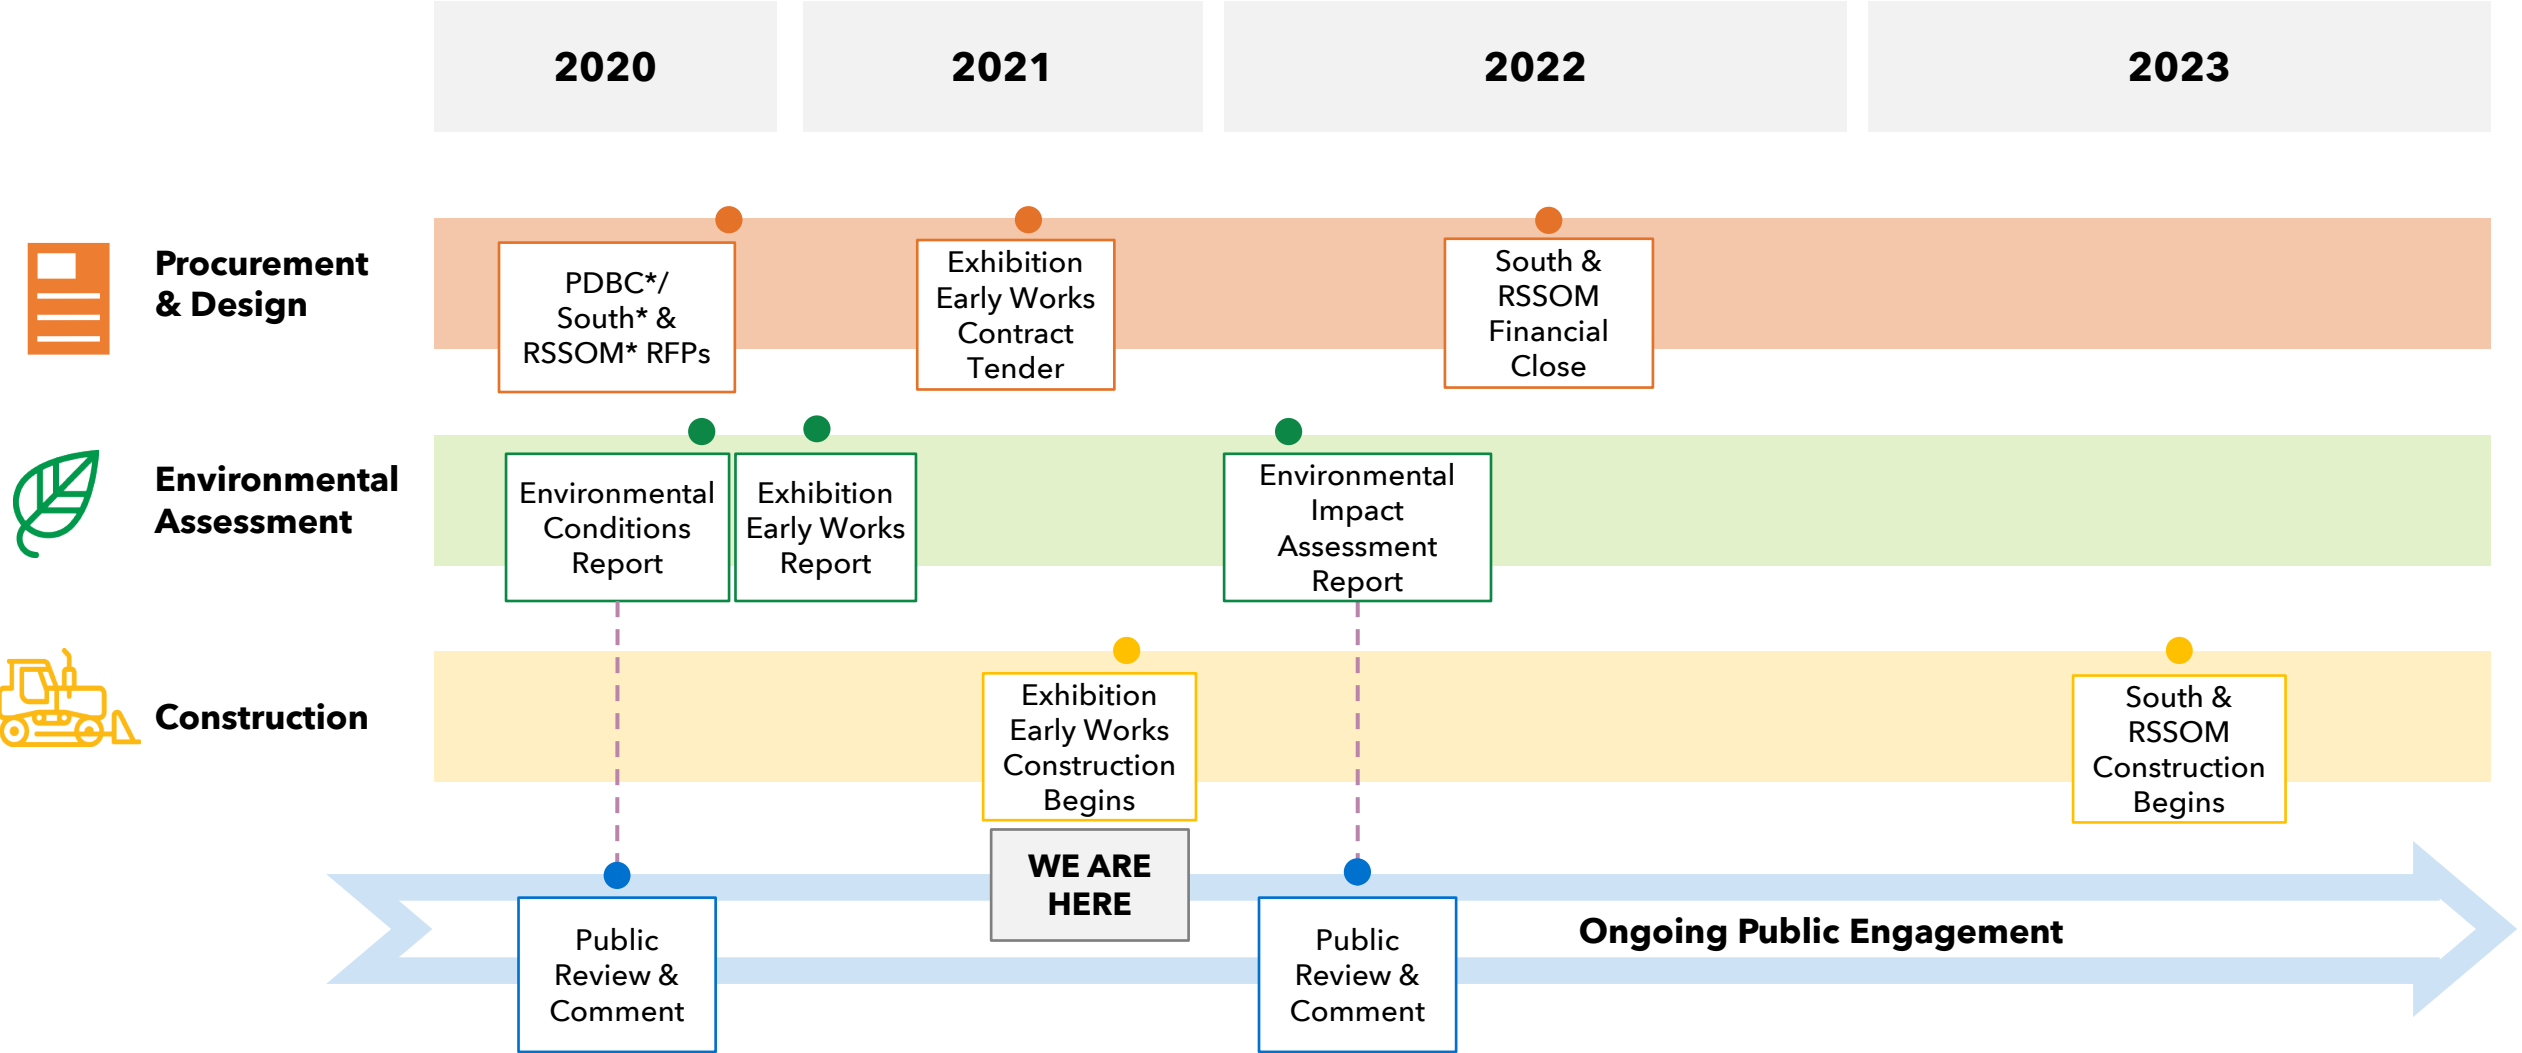 2020
2021
2022
2023
Procurement
& Design
PDBC*/
South* &
RSSOM* RFPs
Exhibition
Early Works
Contract
Tender
South &
RSSOM
Financial
Close
Environmental
Assessment
Environmental
Conditions
Report
Exhibition
Early Works
Report
Environmental
Impact
Assessment
Report
Construction
Exhibition
Early Works
Construction
Begins
South &
RSSOM
Construction
Begins
WE ARE
HERE
Public
Review &
Comment
Public
Review &
Comment
Ongoing Public Engagement